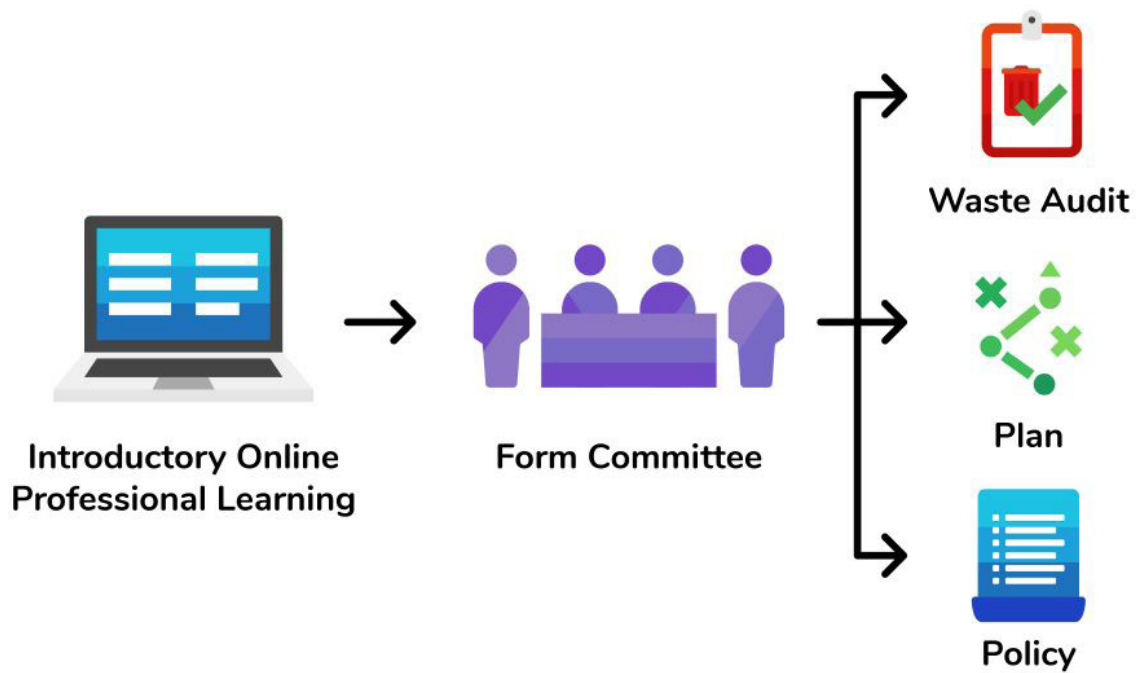 Introductory Online
Professional Learning
Form Committee
Waste Audit
Plan
Policy